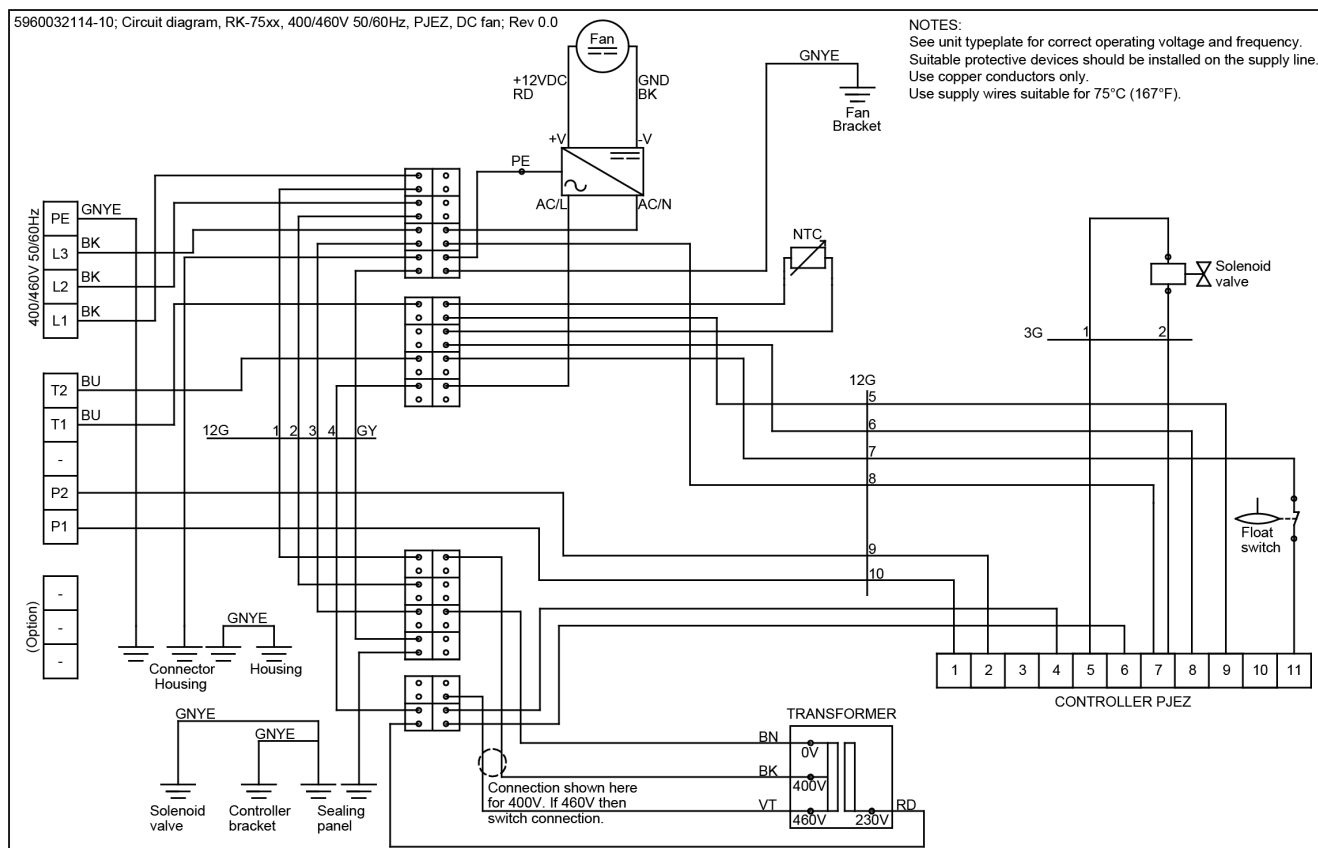 5960032114-10; Circuit diagram, RK-75xx, 400/460V 50/60Hz, PJEZ, DC fan; Rev 0.0
NOTES:
See unit typeplate for correct operating voltage and frequency.
Suitable protective devices should be installed on the supply line.
Use copper conductors only.
Use supply wires suitable for 75°C (167°F).
Fan
+12VDC
RD
GND
BK
+V
-V
PE
AC/L
AC/N
GNYE
Fan
Bracket
400/460V 50/60Hz
PE
GNYE
L3
BK
L2
BK
L1
BK
NTC
Solenoid
valve
3G
1
2
T2
BU
T1
BU
-
P2
P1
12G
1
2
3
4
GY
12G
5
6
7
8
9
10
Float
switch
(Option)
-
-
-
GNYE
Connector
Housing
Housing
1
2
3
4
5
6
7
8
9
10
11
CONTROLLER PJEZ
GNYE
GNYE
Solenoid
valve
Controller
bracket
Sealing
panel
Connection shown here
for 400V. If 460V then
switch connection.
TRANSFORMER
BN
0V
BK
400V
VT
460V
230V
RD